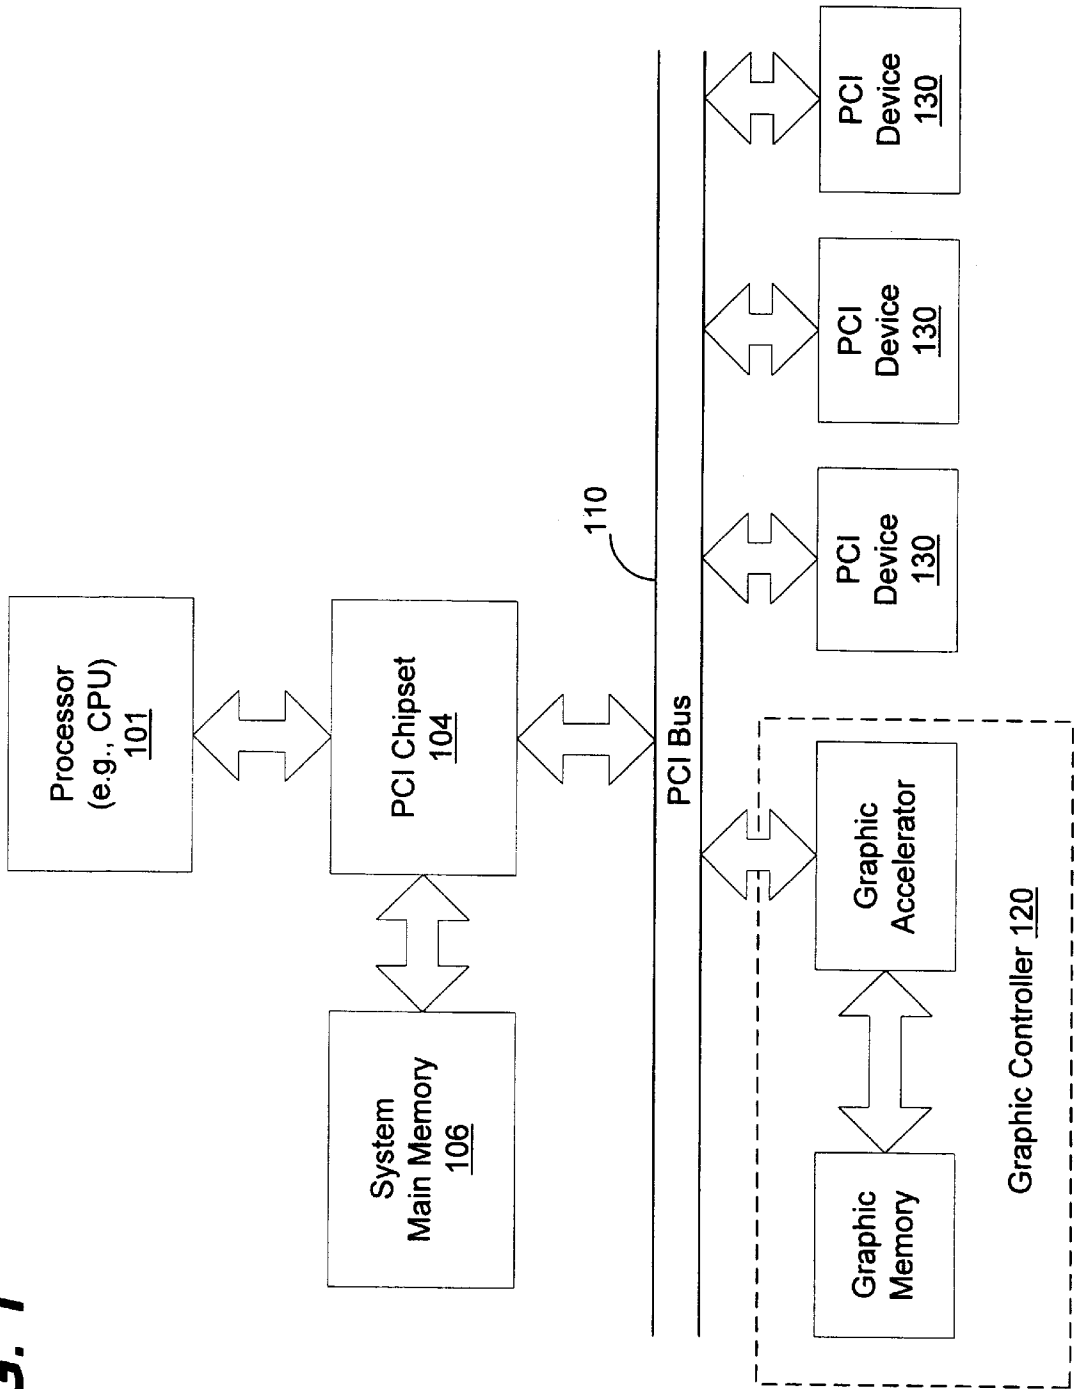 Processor
(e.g., CPU)
101
System
Main Memory
106
PCI Chipset
104
110
PCI Bus
Graphic
Memory
Graphic
Accelerator
Graphic Controller 120
PCI
Device
130
PCI
Device
130
PCI
Device
130